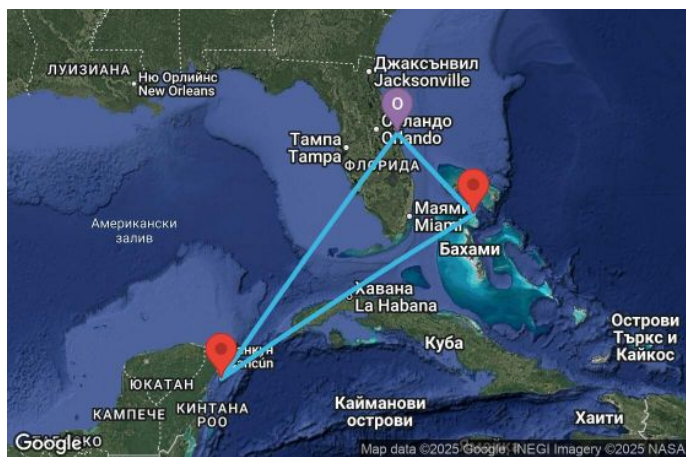 Джаксънвил
Jacksonville
ЛУИЗИАНА
Ню Орлийнс
New Orleans
O
Орландо
Orlando
Тампа
Tampa
ФЛОРИДА
Маями
Miami
Американски
залив
Бахами
Хавана
La Habana
Острови
Търкс и
Кайкос
Куба
ЮКАТАН
КАМПЕЧЕ
КИНТАНА
РОО
Кайманови
острови
Хаити
Google
Map data ©2025 Google, INEGI Imagery ©2025 NASA